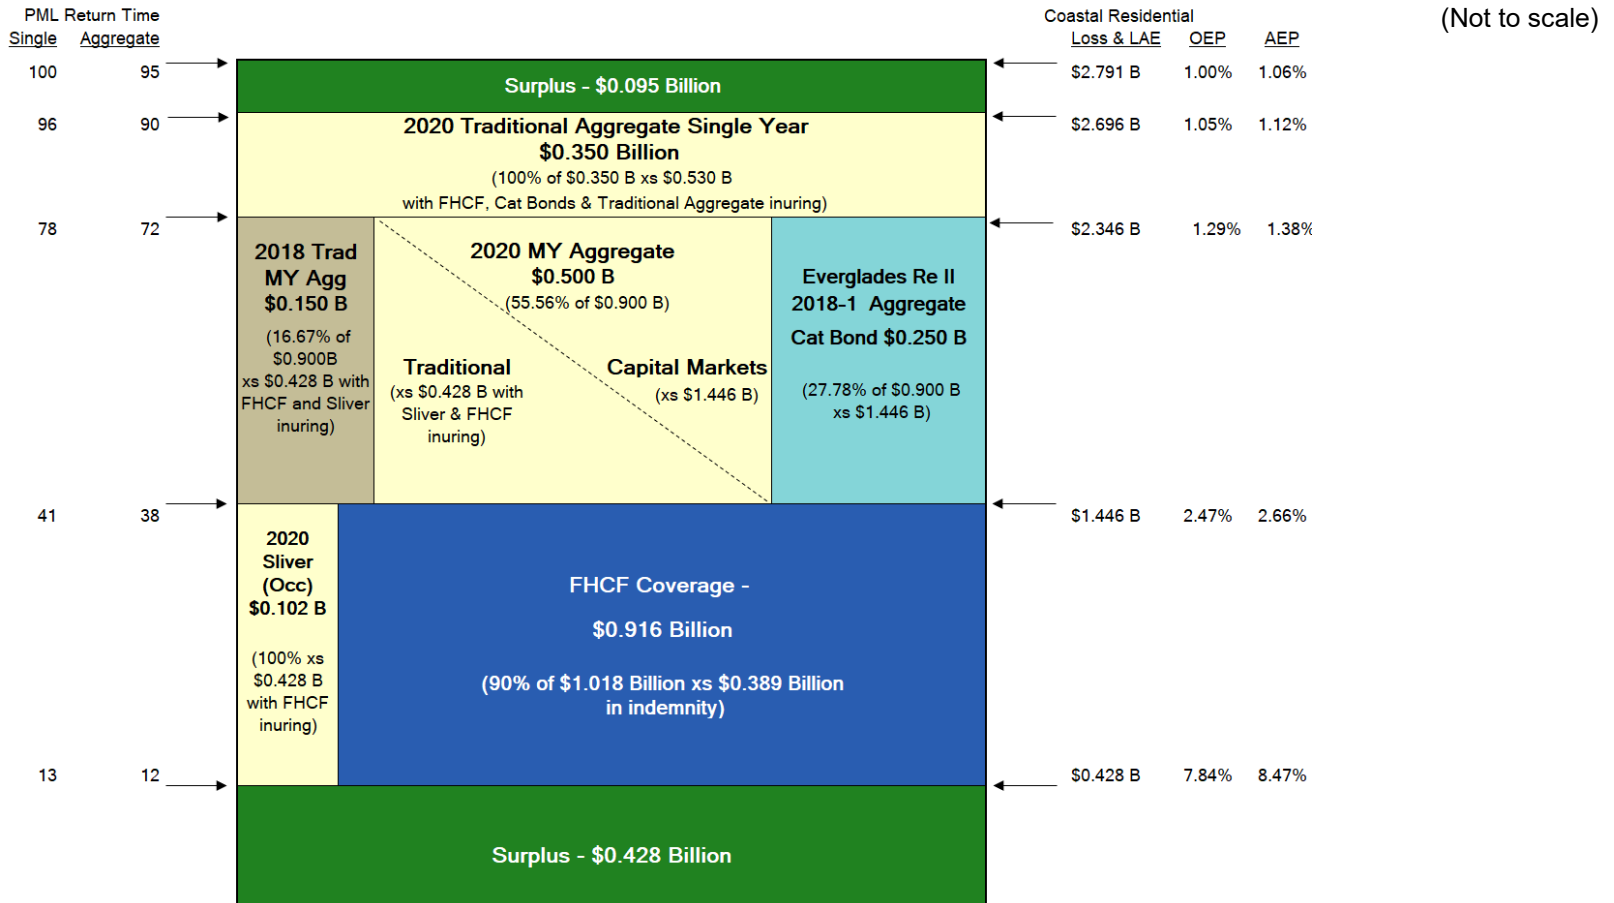 PML Return Time
Single Aggregate
Coastal Residential
Loss & LAE OEP AEP
(Not to scale)
100 95
$2.791 B 1.00% 1.06%
Surplus - $0.095 Billion
96 90
$2.696 B 1.05% 1.12%
2020 Traditional Aggregate Single Year
$0.350 Billion
(100% of $0.350 B xs $0.530 B
with FHCF, Cat Bonds & Traditional Aggregate inuring)
78 72
$2.346 B 1.29% 1.38%
2018 Trad
MY Agg
$0.150 B
(16.67% of
$0.900B
xs $0.428 B with
FHCF and Sliver
inuring)
2020 MY Aggregate
$0.500 B
(55.56% of $0.900 B)
Traditional
(xs $0.428 B with
Sliver & FHCF
inuring)
Capital Markets
(xs $1.446 B)
Everglades Re II
2018-1 Aggregate
Cat Bond $0.250 B
(27.78% of $0.900 B
xs $1.446 B)
41 38
$1.446 B 2.47% 2.66%
2020
Sliver
(Occ)
$0.102 B
(100% xs
$0.428 B
with FHCF
inuring)
FHCF Coverage -
$0.916 Billion
(90% of $1.018 Billion xs $0.389 Billion
in indemnity)
13 12
$0.428 B 7.84% 8.47%
Surplus - $0.428 Billion